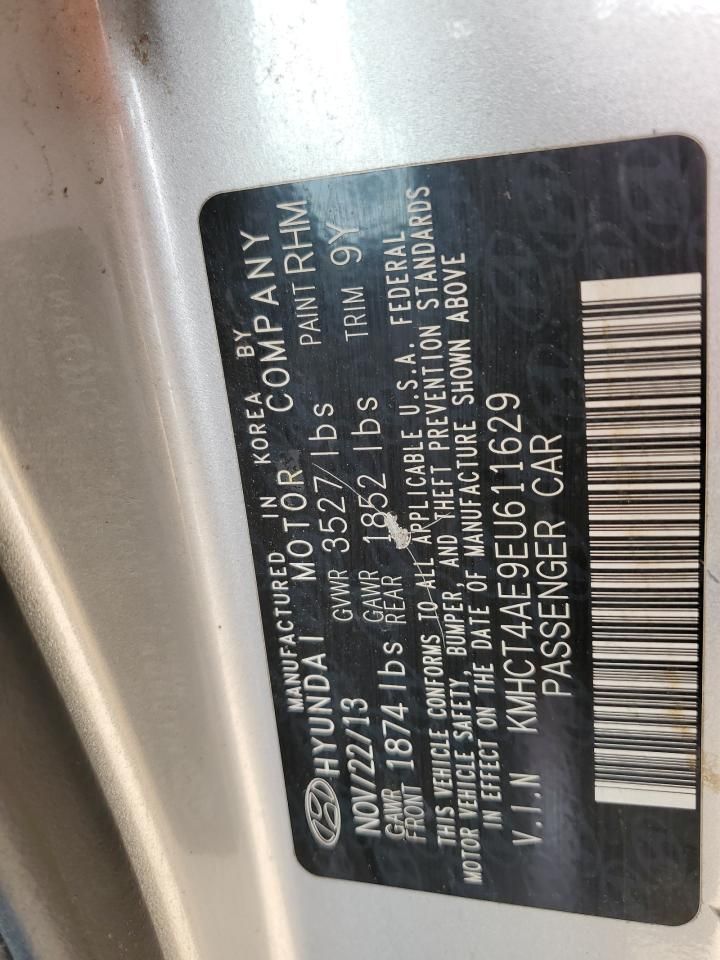 MANUFACTURED IN KOREA BY
HYUNDAI MOTOR COMPANY
NOV/22/13 GVWR 3527 lbs PAINT RHM
GAWR FRONT 1874 lbs GAWR REAR 1852 lbs TRIM 9Y
THIS VEHICLE CONFORMS TO ALL APPLICABLE U.S.A. FEDERAL
MOTOR VEHICLE SAFETY, BUMPER, AND THEFT PREVENTION STANDARDS
IN EFFECT ON THE DATE OF MANUFACTURE SHOWN ABOVE
V.I.N KMHCT4AE9EU611629
PASSENGER CAR